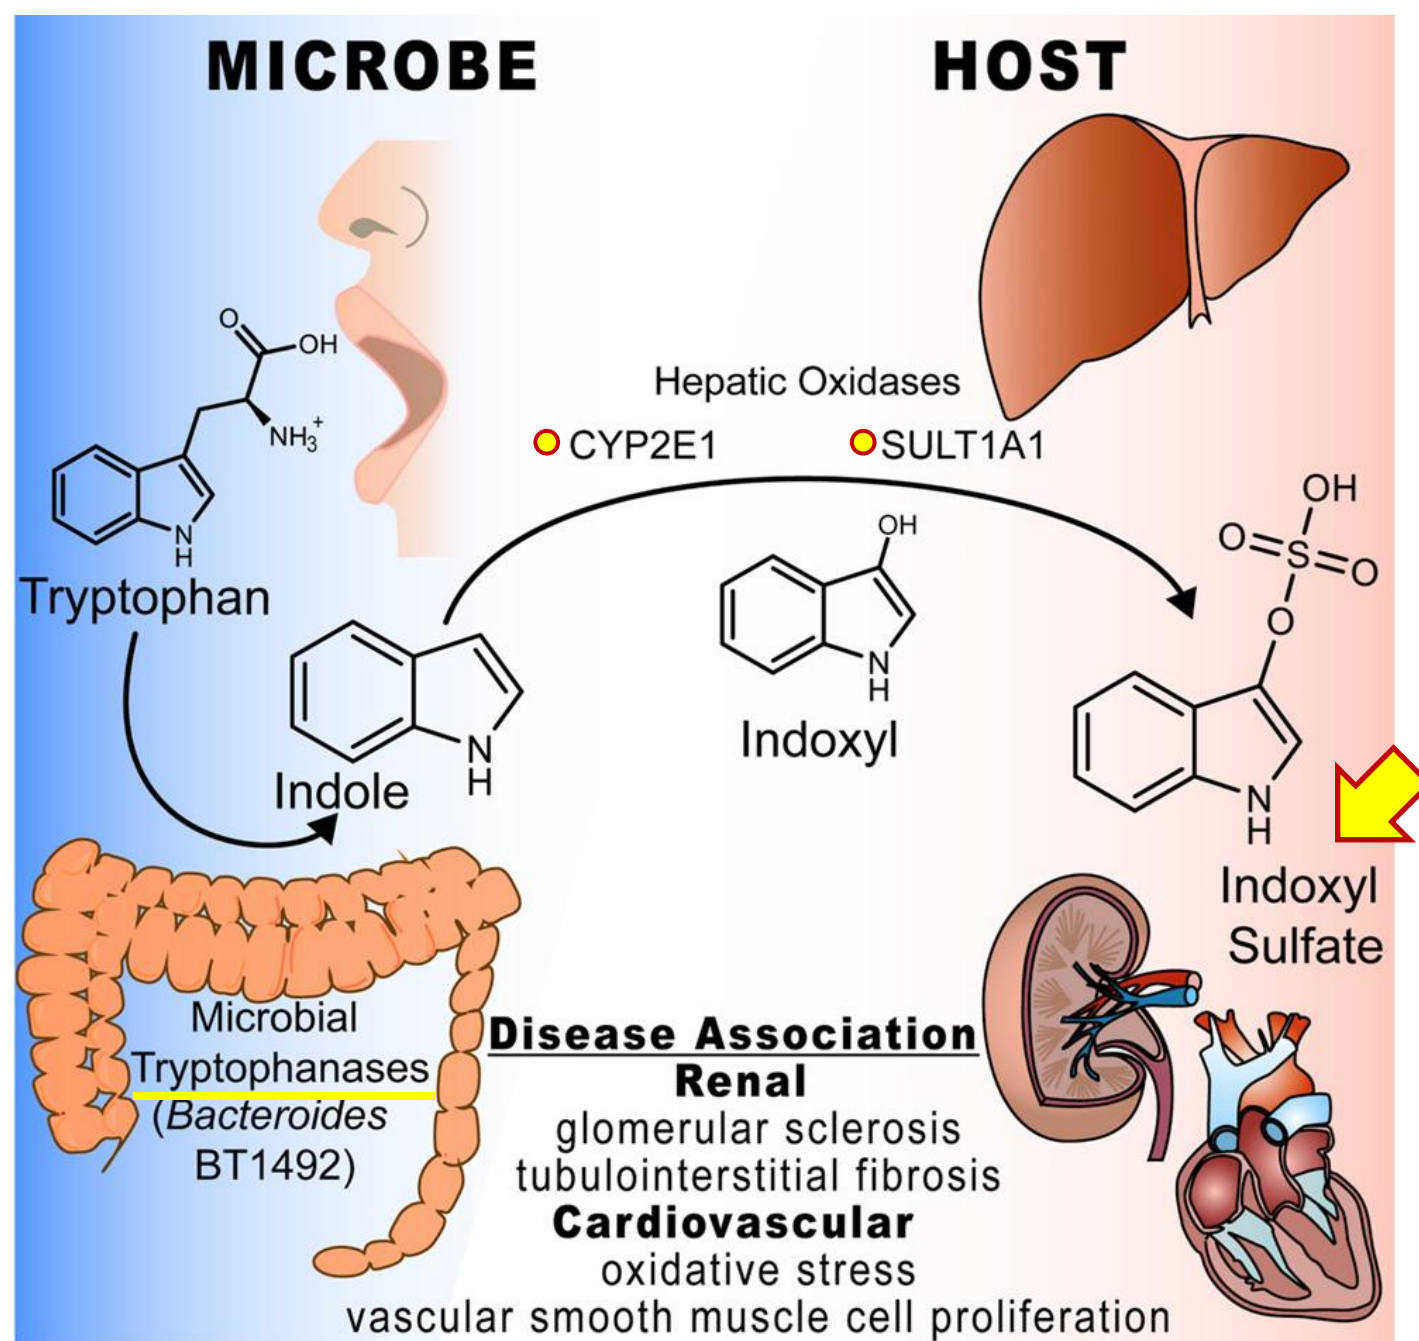 MICROBE
HOST
O
OH
NH3+
N
H
Tryptophan
Hepatic Oxidases
CYP2E1
SULT1A1
OH
O
S
O
O
OH
N
H
Indoxyl
N
H
Indole
N
H
Indoxyl
Sulfate
Microbial
Tryptophanases
(Bacteroides
BT1492)
Disease Association
Renal
glomerular sclerosis
tubulointerstitial fibrosis
Cardiovascular
oxidative stress
vascular smooth muscle cell proliferation